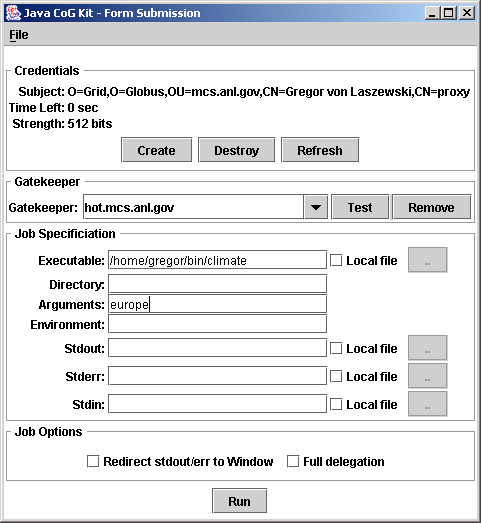 Java CoG Kit - Form Submission
File
Credentials
Subject: O=Grid,O=Globus,OU=mcs.anl.gov,CN=Gregor von Laszewski,CN=proxy
Time Left: 0 sec
Strength: 512 bits
Create Destroy Refresh
Gatekeeper
Gatekeeper: hot.mcs.anl.gov Test Remove
Job Specificiation
Executable: /home/gregor/bin/climate Local file ..
Directory:
Arguments: europe
Environment:
Stdout: Local file ..
Stderr: Local file ..
Stdin: Local file ..
Job Options
Redirect stdout/err to Window Full delegation
Run